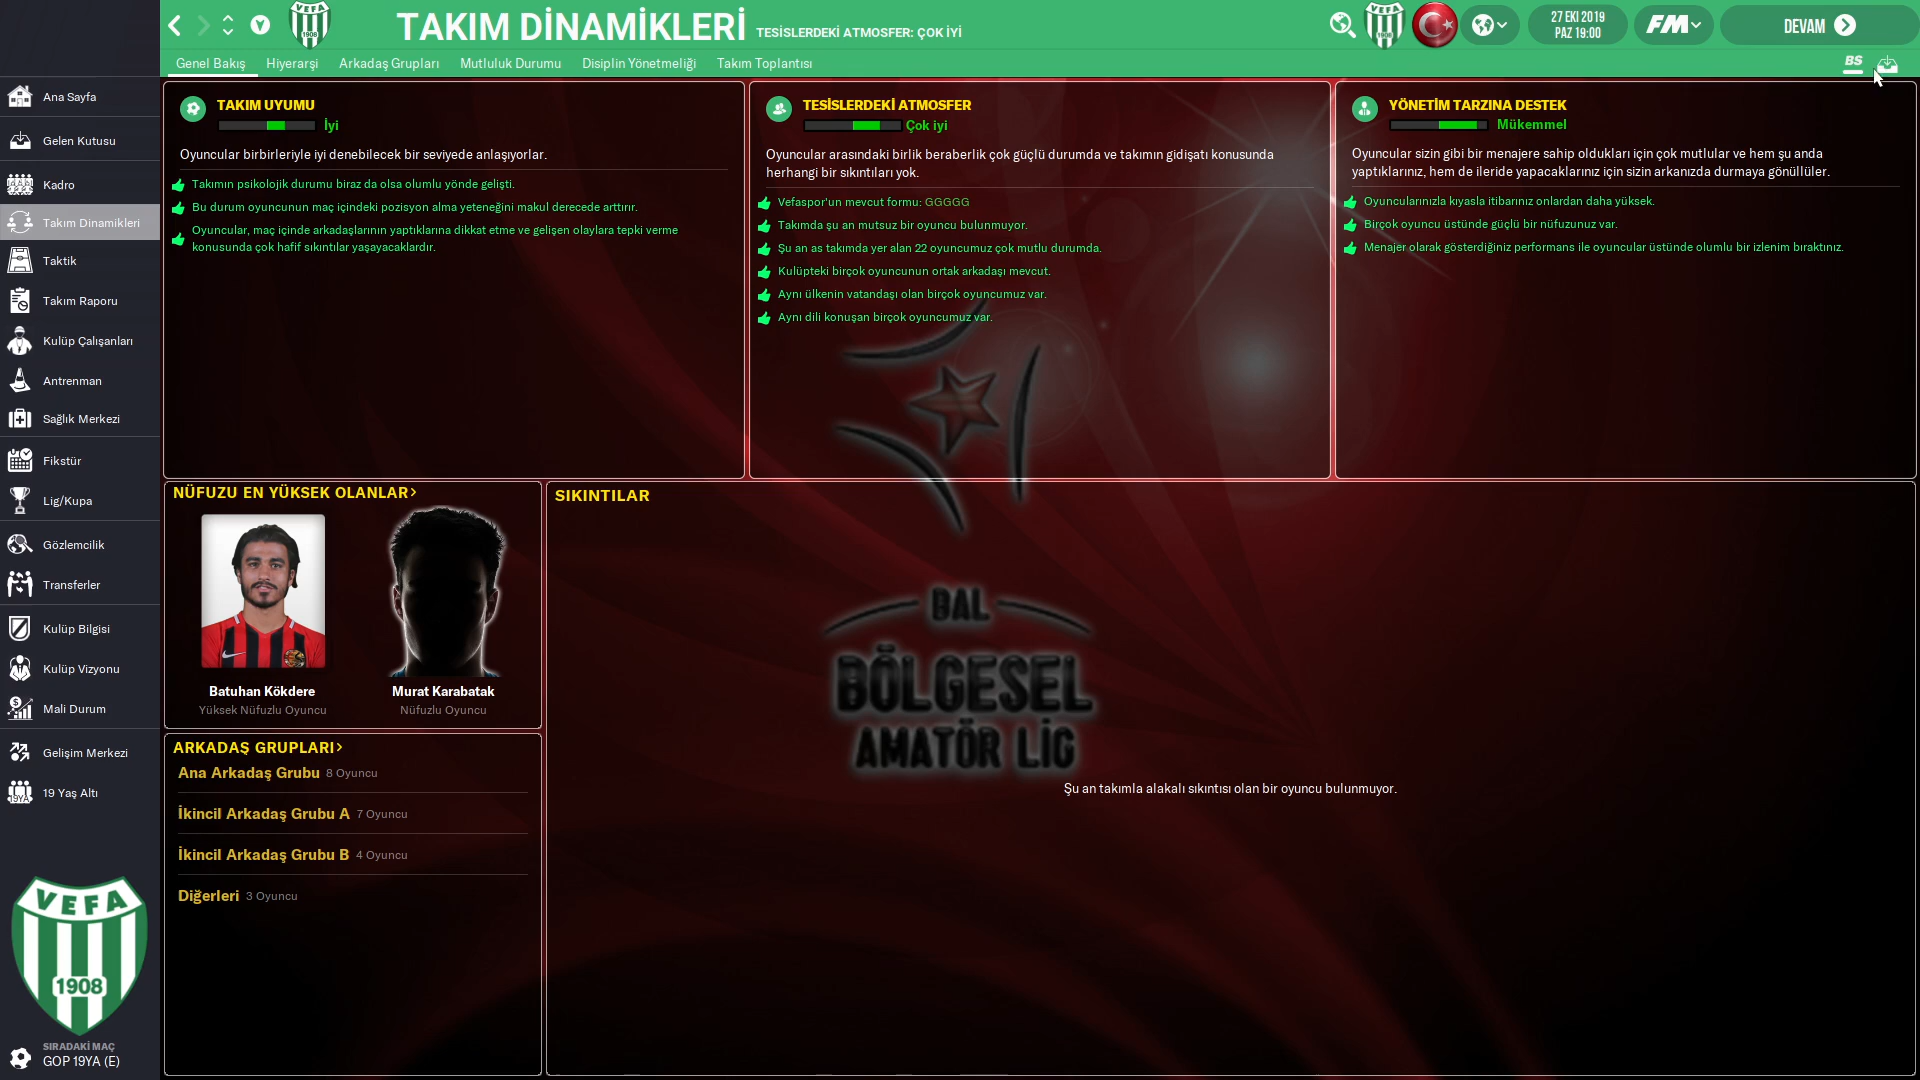 TAKIM DİNAMİKLERİ
TESİSLERDEKİ ATMOSFER: ÇOK İYİ
VEFA
1908
27 EKİ 2019
PAZ 19:00
FM
DEVAM
Genel Bakış
Hiyerarşi
Arkadaş Grupları
Mutluluk Durumu
Disiplin Yönetmeliği
Takım Toplantısı
BS
Ana Sayfa
Gelen Kutusu
Kadro
Takım Dinamikleri
Taktik
Takım Raporu
Kulüp Çalışanları
Antrenman
Sağlık Merkezi
Fikstür
Lig/Kupa
Gözlemcilik
Transferler
Kulüp Bilgisi
Kulüp Vizyonu
Mali Durum
Gelişim Merkezi
19YA
19 Yaş Altı
VEFA
1908
SIRADAKİ MAÇ
GOP 19YA (E)
TAKIM UYUMU
İyi
Oyuncular birbirleriyle iyi denebilecek bir seviyede anlaşıyorlar.
Takımın psikolojik durumu biraz da olsa olumlu yönde gelişti.
Bu durum oyuncunun maç içindeki pozisyon alma yeteneğini makul derecede arttırır.
Oyuncular, maç içinde arkadaşlarının yaptıklarına dikkat etme ve gelişen olaylara tepki verme
konusunda çok hafif sıkıntılar yaşayacaklardır.
TESİSLERDEKİ ATMOSFER
Çok iyi
Oyuncular arasındaki birlik beraberlik çok güçlü durumda ve takımın gidişatı konusunda
herhangi bir sıkıntıları yok.
Vefaspor'un mevcut formu: GGGGG
Takımda şu an mutsuz bir oyuncu bulunmuyor.
Şu an as takımda yer alan 22 oyuncumuz çok mutlu durumda.
Kulüpteki birçok oyuncunun ortak arkadaşı mevcut.
Aynı ülkenin vatandaşı olan birçok oyuncumuz var.
Aynı dili konuşan birçok oyuncumuz var.
YÖNETİM TARZINA DESTEK
Mükemmel
Oyuncular sizin gibi bir menajere sahip oldukları için çok mutlular ve hem şu anda
yaptıklarınız, hem de ileride yapacaklarınız için sizin arkanızda durmaya gönüllüler.
Oyuncularınızla kıyasla itibarınız onlardan daha yüksek.
Birçok oyuncu üstünde güçlü bir nüfuzunuz var.
Menajer olarak gösterdiğiniz performans ile oyuncular üstünde olumlu bir izlenim bıraktınız.
NÜFUZU EN YÜKSEK OLANLAR>
Batuhan Kökdere
Yüksek Nüfuzlu Oyuncu
Murat Karabatak
Nüfuzlu Oyuncu
ARKADAŞ GRUPLARI>
Ana Arkadaş Grubu 8 Oyuncu
İkincil Arkadaş Grubu A 7 Oyuncu
İkincil Arkadaş Grubu B 4 Oyuncu
Diğerleri 3 Oyuncu
SIKINTILAR
BAL
BÖLGESEL
AMATÖR LİG
Şu an takımla alakalı sıkıntısı olan bir oyuncu bulunmuyor.